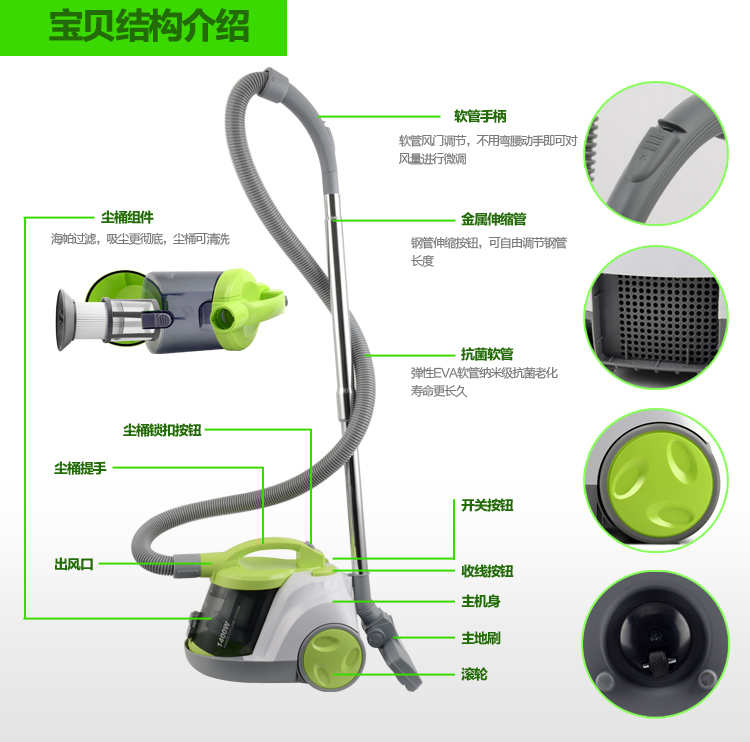 宝贝结构介绍
软管手柄
软管风门调节，不用弯腰动手即可对
风量进行微调
尘桶组件
海帕过滤，吸尘更彻底，尘桶可清洗
金属伸缩管
钢管伸缩按钮，可自由调节钢管
长度
抗菌软管
弹性EVA软管纳米级抗菌老化
寿命更长久
尘桶锁扣按钮
尘桶提手
开关按钮
出风口
收线按钮
主机身
1400W
主地刷
滚轮